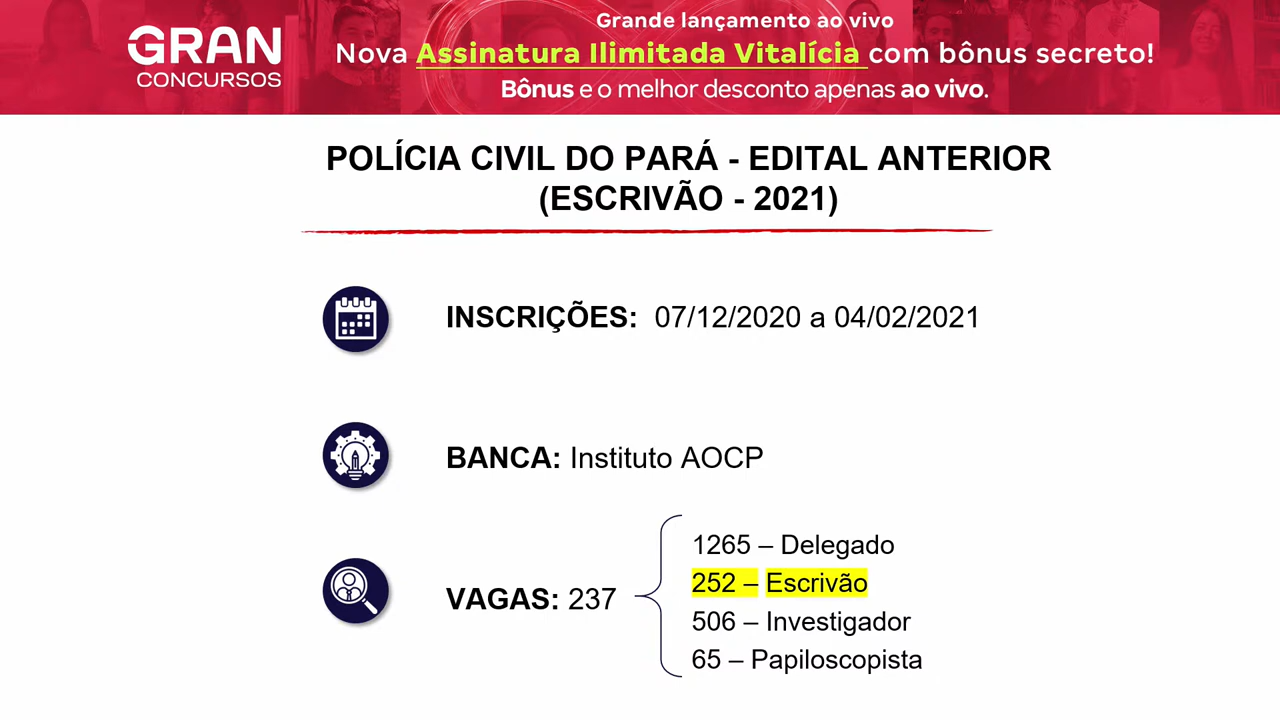 GRAN
CONCURSOS
Grande lançamento ao vivo
Nova Assinatura Ilimitada Vitalícia com bônus secreto!
Bônus e o melhor desconto apenas ao vivo.
POLÍCIA CIVIL DO PARÁ - EDITAL ANTERIOR
(ESCRIVÃO - 2021)
INSCRIÇÕES: 07/12/2020 a 04/02/2021
BANCA: Instituto AOCP
VAGAS: 237
1265 – Delegado
252 – Escrivão
506 – Investigador
65 – Papiloscopista